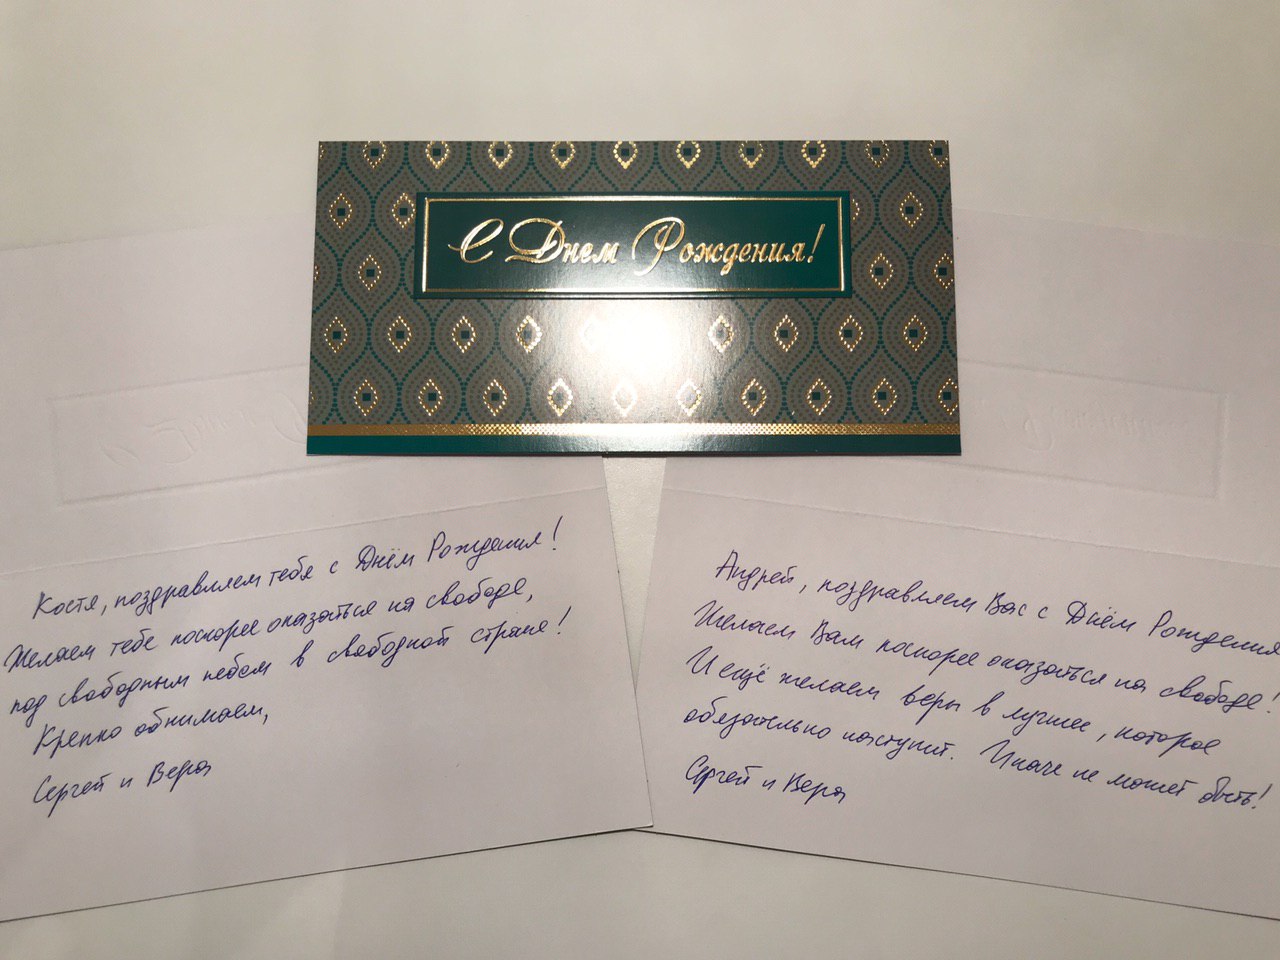 С Днем Рождения!
Костя, поздравляем тебя с Днём Рождения!
Желаем тебе поскорее оказаться на свободе,
под свободным небом в свободной стране!
Крепко обнимаем,
Сергей и Вера
Андрей, поздравляем Вас с Днём Рождения
Желаем Вам поскорее оказаться на свободе!
И ещё желаем веры в лучшее, которое
обязательно наступит. Иначе не может быть!
Сергей и Вера